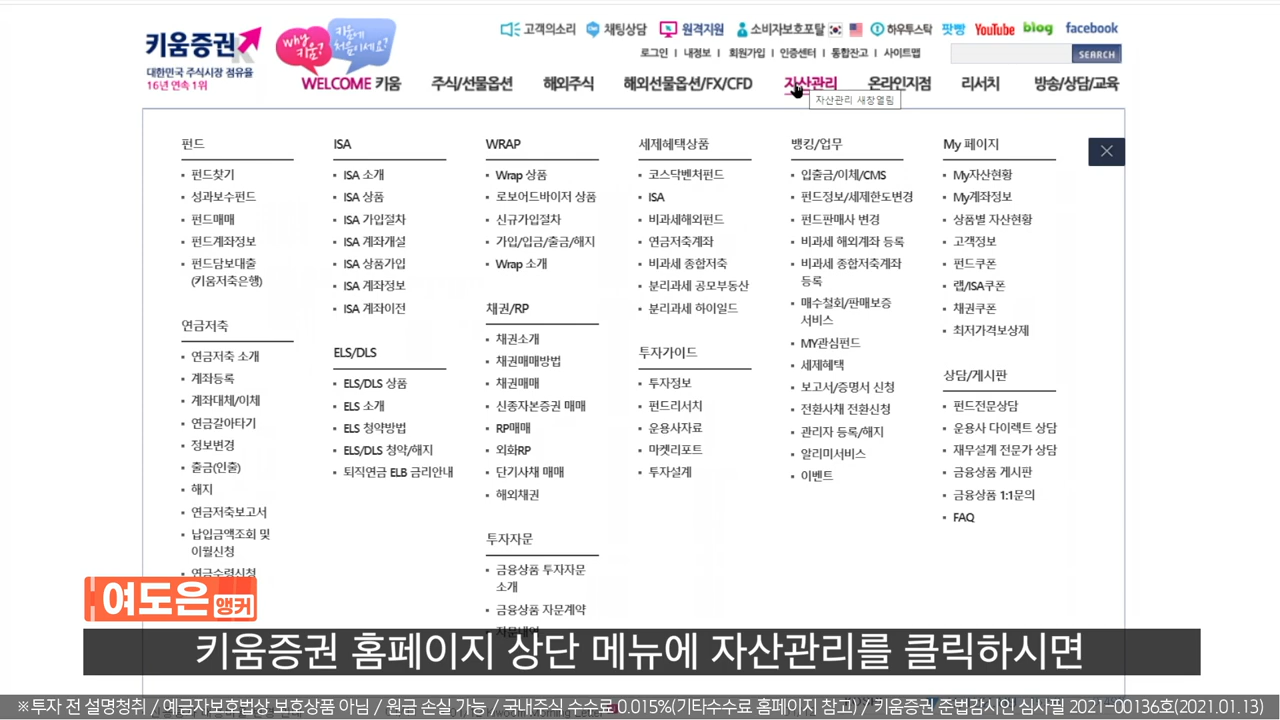 키움증권
대한민국 주식시장 점유율
16년 연속 1위
Why 키움?
키움에 처음이세요?
고객의소리 채팅상담 원격지원 소비자보호포탈 하우투스탁 팟빵 YouTube blog facebook
로그인 | 내정보 | 회원가입 | 인증센터 | 통합잔고 | 사이트맵
SEARCH
WELCOME 키움 주식/선물옵션 해외주식 해외선물옵션/FX/CFD 자산관리 온라인지점 리서치 방송/상담/교육
자산관리 새창열림
펀드
펀드찾기
성과보수펀드
펀드매매
펀드계좌정보
펀드담보대출
(키움저축은행)
연금저축
연금저축 소개
계좌등록
계좌대체/이체
연금갈아타기
정보변경
출금(인출)
해지
연금저축보고서
납입금액조회 및
이월신청
연금수령신청
ISA
ISA 소개
ISA 상품
ISA 가입절차
ISA 계좌개설
ISA 상품가입
ISA 계좌정보
ISA 계좌이전
ELS/DLS
ELS/DLS 상품
ELS 소개
ELS 청약방법
ELS/DLS 청약/해지
퇴직연금 ELB 금리안내
WRAP
Wrap 상품
로보어드바이저 상품
신규가입절차
가입/입금/출금/해지
Wrap 소개
채권/RP
채권소개
채권매매방법
채권매매
신종자본증권 매매
RP매매
외화RP
단기사채 매매
해외채권
투자자문
금융상품 투자자문
소개
금융상품 자문계약
자문내역
세제혜택상품
코스닥벤처펀드
ISA
비과세해외펀드
연금저축계좌
비과세 종합저축
분리과세 공모부동산
분리과세 하이일드
투자가이드
투자정보
펀드리서치
운용사자료
마켓리포트
투자설계
뱅킹/업무
입출금/이체/CMS
펀드정보/세제한도변경
펀드판매사 변경
비과세 해외계좌 등록
비과세 종합저축계좌
등록
매수철회/판매보증
서비스
MY관심펀드
세제혜택
보고서/증명서 신청
전환사채 전환신청
관리자 등록/해지
알리미서비스
이벤트
My 페이지
My자산현황
My계좌정보
상품별 자산현황
고객정보
펀드쿠폰
랩/ISA쿠폰
채권쿠폰
최저가격보상제
상담/게시판
펀드전문상담
운용사 다이렉트 상담
재무설계 전문가 상담
금융상품 게시판
금융상품 1:1문의
FAQ
여도은 앵커
키움증권 홈페이지 상단 메뉴에 자산관리를 클릭하시면
※투자 전 설명청취 / 예금자보호법상 보호상품 아님 / 원금 손실 가능 / 국내주식 수수료 0.015%(기타수수료 홈페이지 참고) / 키움증권 준법감시인 심사필 2021-00136호(2021.01.13)